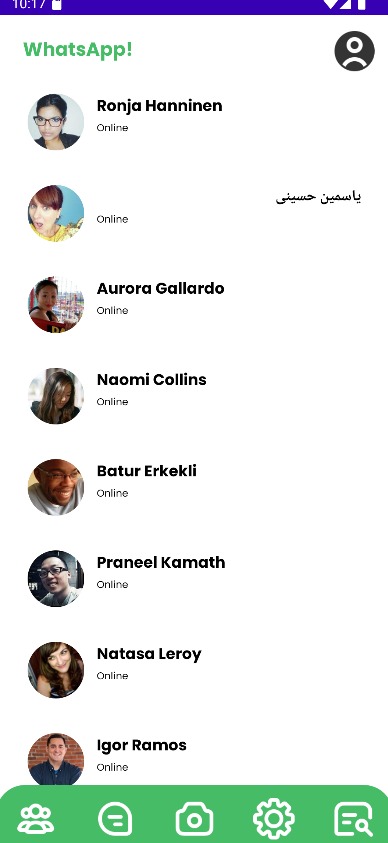 10:17
WhatsApp!
Ronja Hanninen
Online
یاسمین حسینی
Online
Aurora Gallardo
Online
Naomi Collins
Online
Batur Erkekli
Online
Praneel Kamath
Online
Natasa Leroy
Online
Igor Ramos
Online